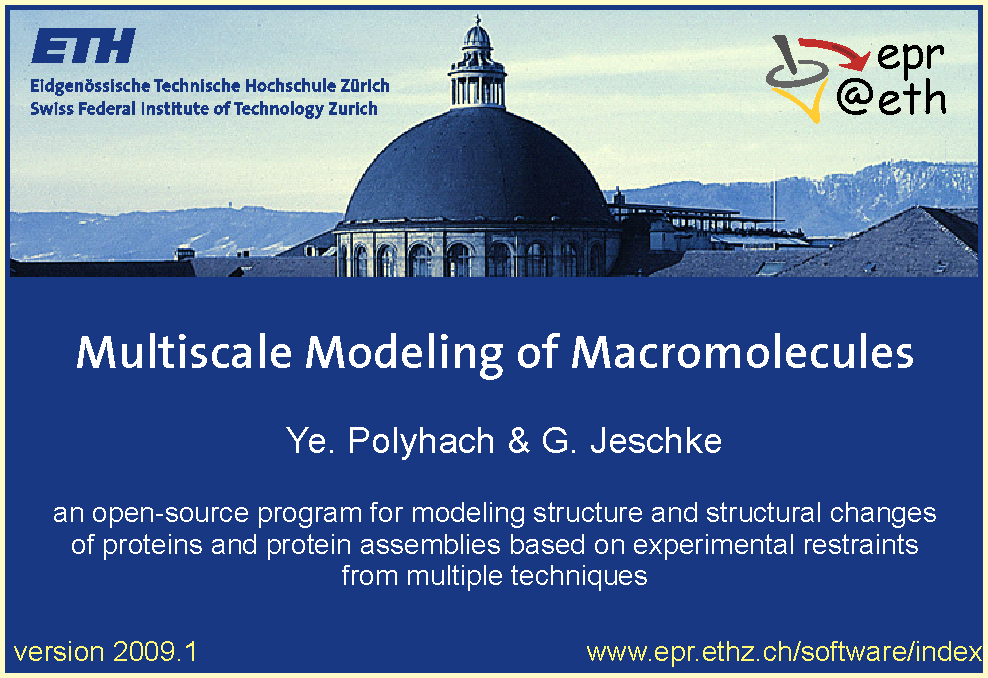 ETH
Eidgenössische Technische Hochschule Zürich
Swiss Federal Institute of Technology Zurich
epr
@eth
Multiscale Modeling of Macromolecules
Ye. Polyhach & G. Jeschke
an open-source program for modeling structure and structural changes
of proteins and protein assemblies based on experimental restraints
from multiple techniques
version 2009.1
www.epr.ethz.ch/software/index